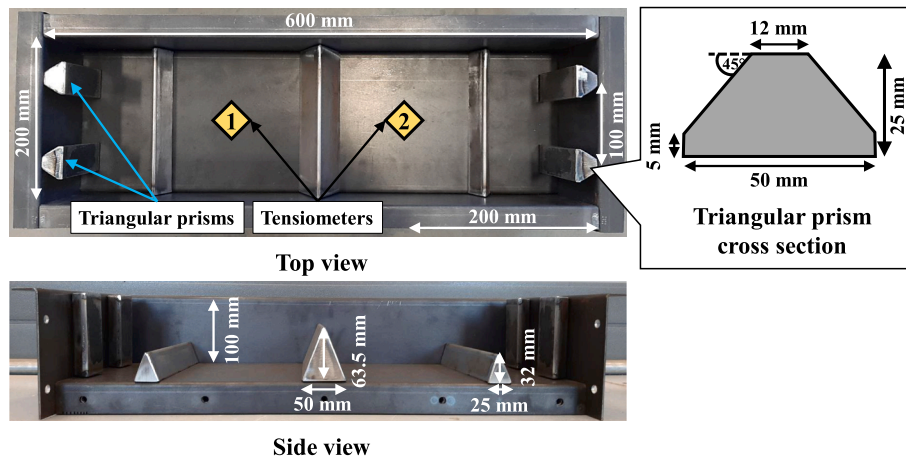 600 mm
200 mm
1
2
100 mm
Triangular prisms
Tensiometers
200 mm
Top view
12 mm
45°
25 mm
5 mm
50 mm
Triangular prism
cross section
100 mm
63.5 mm
32 mm
50 mm
25 mm
Side view